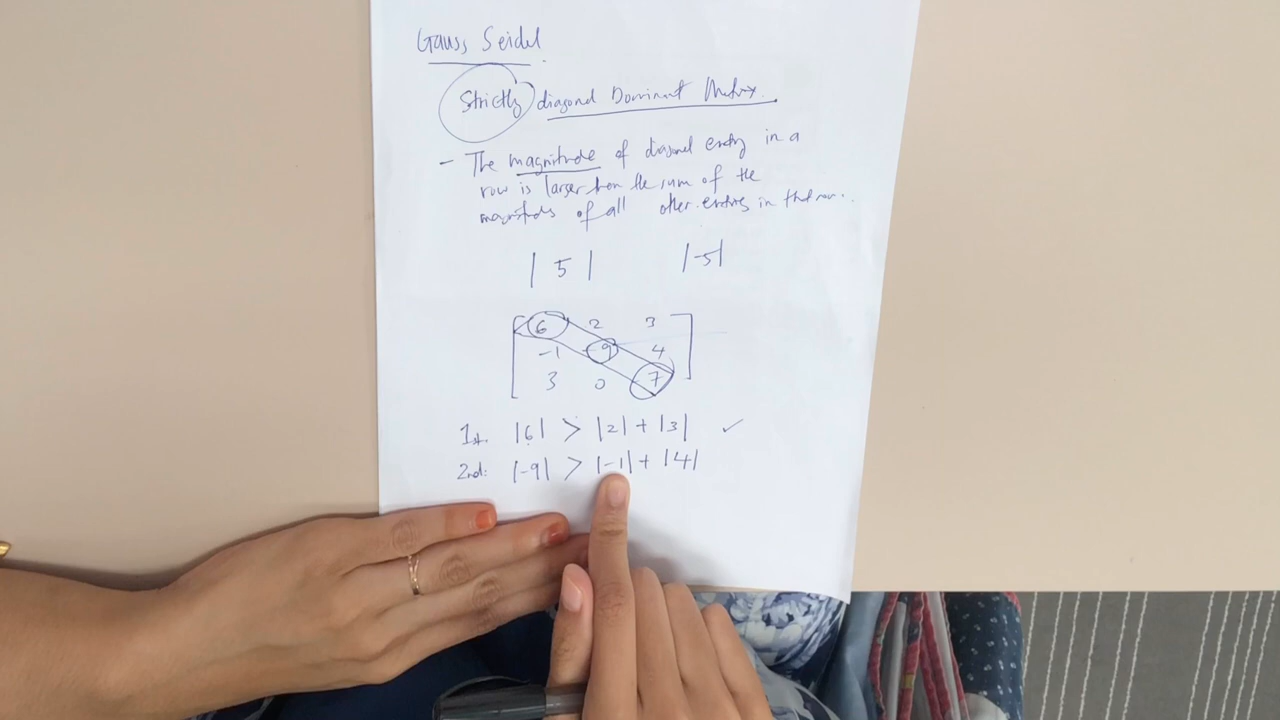 Gauss Seidel
Strictly diagonal Dominant Matrix.
- The magnitude of diagonal entry in a
row is larger than the sum of the
magnitudes of all other entries in that row.
|5| |-5|
6 2 3
-1 -9 4
3 0 7
1st. |6| > |2| + |3| ✓
2nd: |-9| > |-1| + |4|